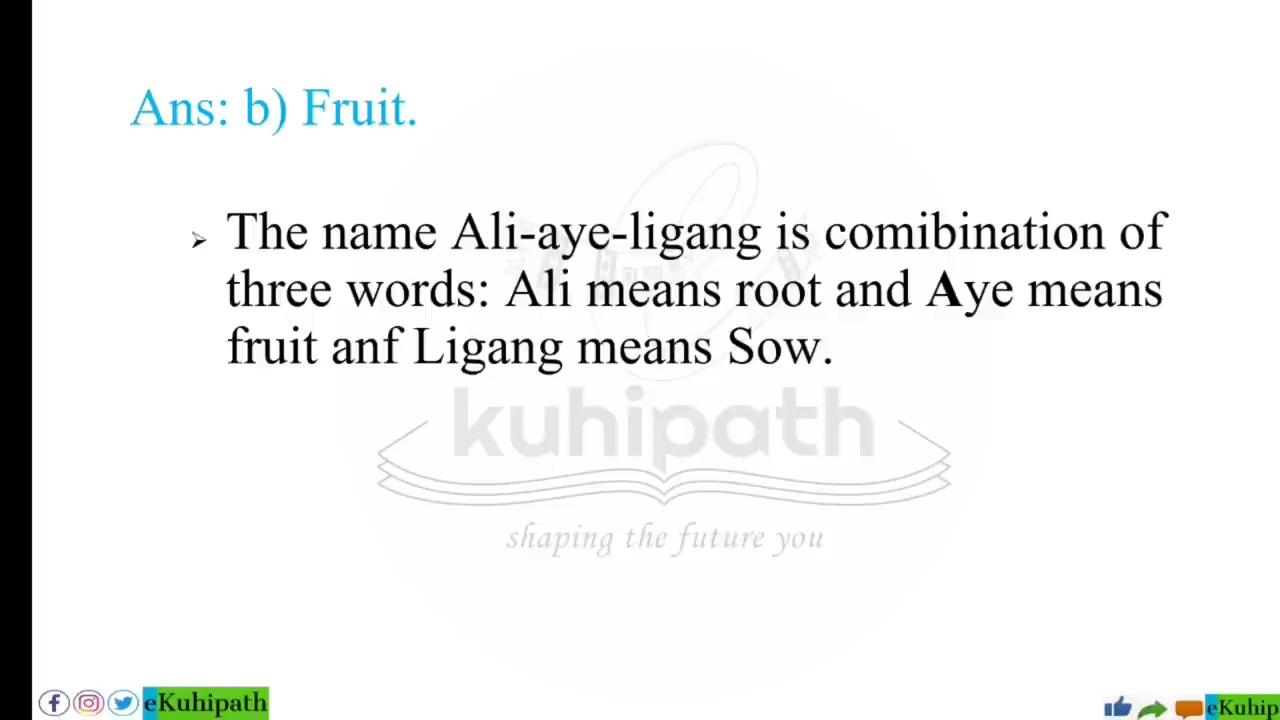 Ans: b) Fruit.
➢ The name Ali-aye-ligang is comibination of
three words: Ali means root and Aye means
fruit anf Ligang means Sow.
kuhipath
shaping the future you
eKuhipath
eKuhip